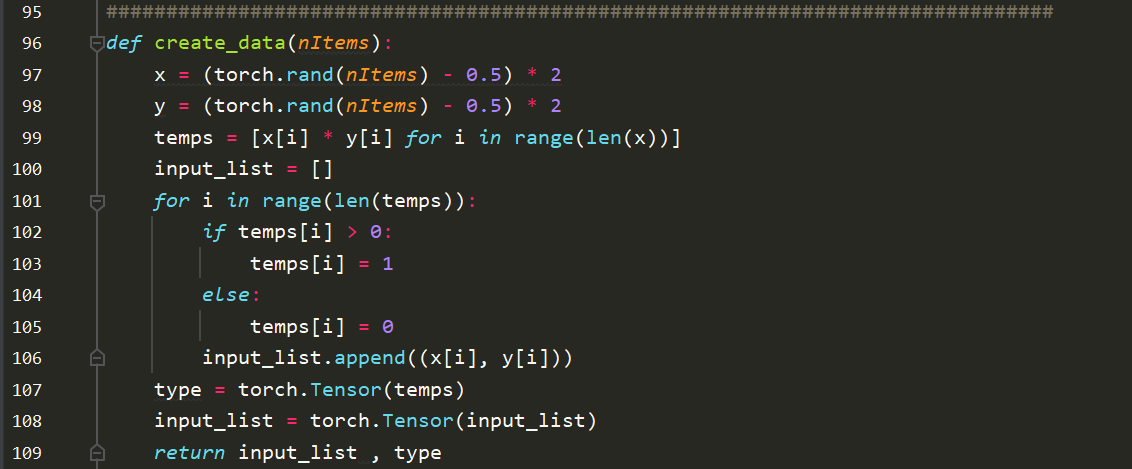 95 ###############################################################################
96 def create_data(nItems):
97     x = (torch.rand(nItems) - 0.5) * 2
98     y = (torch.rand(nItems) - 0.5) * 2
99     temps = [x[i] * y[i] for i in range(len(x))]
100     input_list = []
101     for i in range(len(temps)):
102         if temps[i] > 0:
103             temps[i] = 1
104         else:
105             temps[i] = 0
106         input_list.append((x[i], y[i]))
107     type = torch.Tensor(temps)
108     input_list = torch.Tensor(input_list)
109     return input_list , type